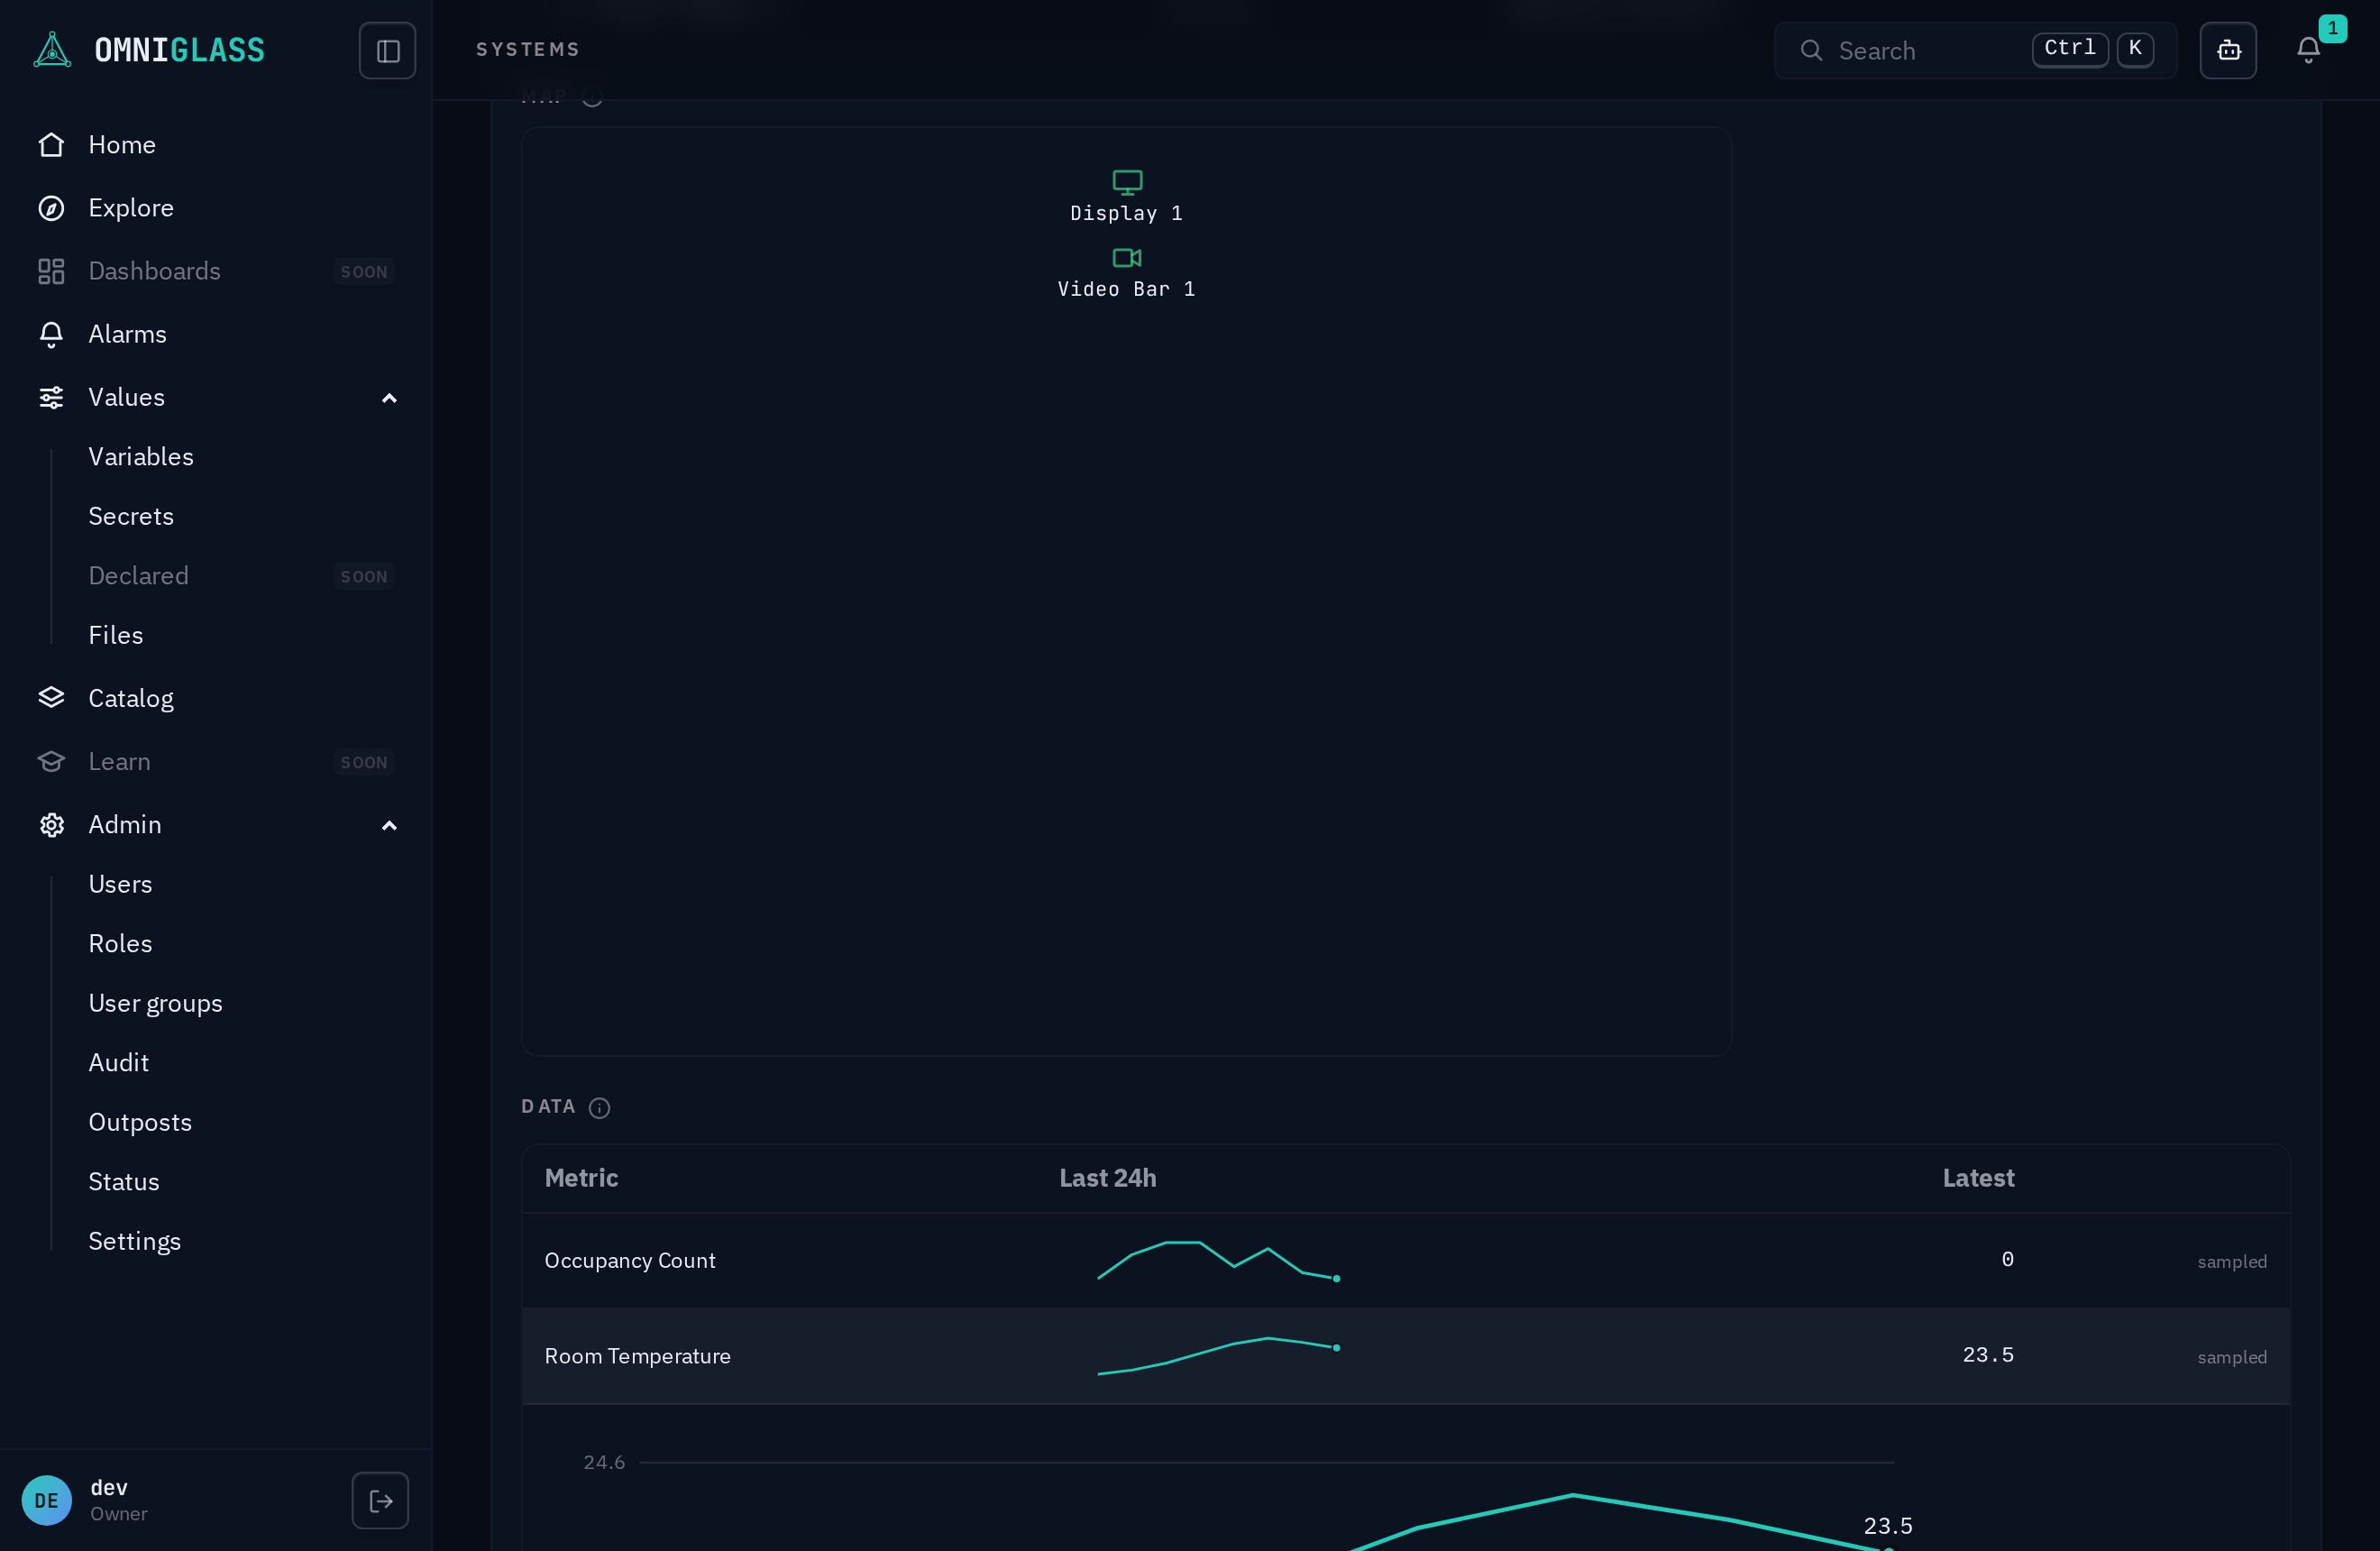 OMNIGLASS
SYSTEMS
Search
Ctrl
K
1
MAP
Home
Explore
Dashboards
SOON
Alarms
Values
Variables
Secrets
Declared
SOON
Files
Catalog
Learn
SOON
Admin
Users
Roles
User groups
Audit
Outposts
Status
Settings
DE
dev
Owner
Display 1
Video Bar 1
DATA
Metric Last 24h Latest
Occupancy Count 0 sampled
Room Temperature 23.5 sampled
24.6
23.5